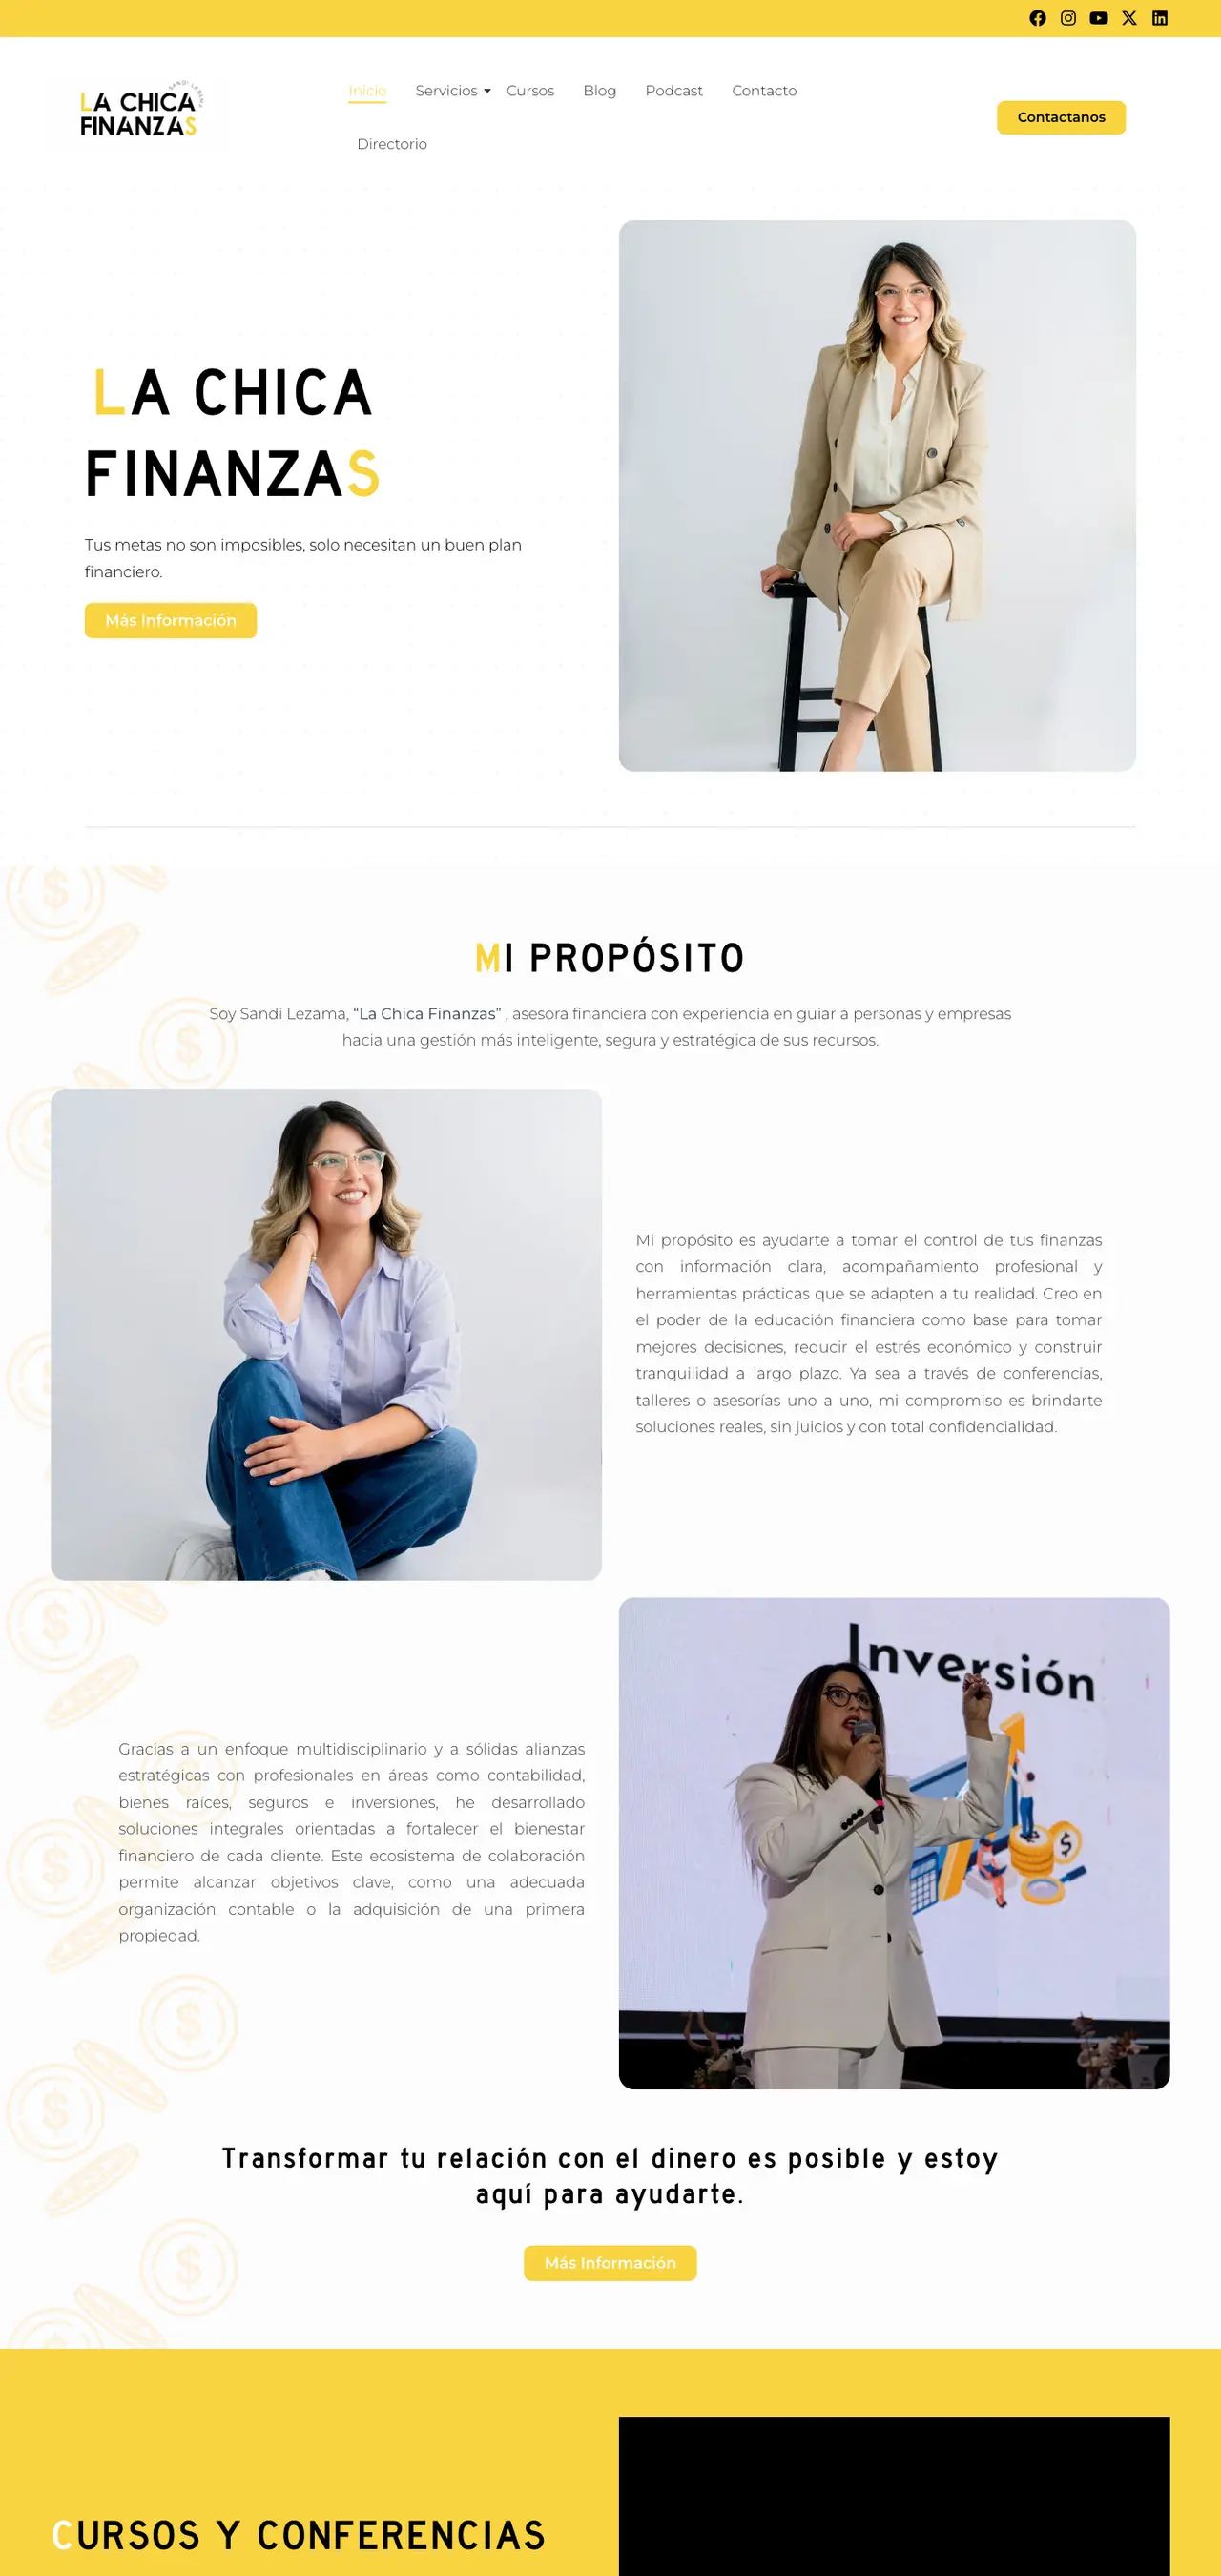 SANDI LEZAMA
LA CHICA
FINANZAS
Inicio
Servicios
Cursos
Blog
Podcast
Contacto
Directorio
Contactanos
LA CHICA
FINANZAS
Tus metas no son imposibles, solo necesitan un buen plan
financiero.
Más Información
MI PROPÓSITO
Soy Sandi Lezama, “La Chica Finanzas” , asesora financiera con experiencia en guiar a personas y empresas
hacia una gestión más inteligente, segura y estratégica de sus recursos.
Mi propósito es ayudarte a tomar el control de tus finanzas
con información clara, acompañamiento profesional y
herramientas prácticas que se adapten a tu realidad. Creo en
el poder de la educación financiera como base para tomar
mejores decisiones, reducir el estrés económico y construir
tranquilidad a largo plazo. Ya sea a través de conferencias,
talleres o asesorías uno a uno, mi compromiso es brindarte
soluciones reales, sin juicios y con total confidencialidad.
Inversión
Gracias a un enfoque multidisciplinario y a sólidas alianzas
estratégicas con profesionales en áreas como contabilidad,
bienes raíces, seguros e inversiones, he desarrollado
soluciones integrales orientadas a fortalecer el bienestar
financiero de cada cliente. Este ecosistema de colaboración
permite alcanzar objetivos clave, como una adecuada
organización contable o la adquisición de una primera
propiedad.
Transformar tu relación con el dinero es posible y estoy
aquí para ayudarte.
Más Información
CURSOS Y CONFERENCIAS